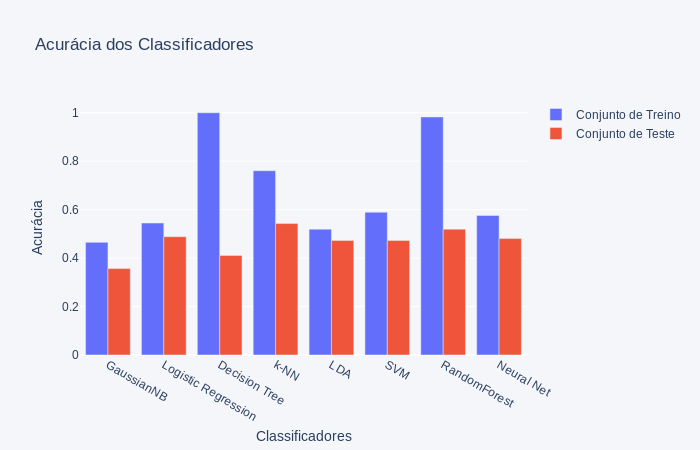 Acurácia dos Classificadores
Conjunto de Treino
Conjunto de Teste
Acurácia
1
0.8
0.6
0.4
0.2
0
GaussianNB
Logistic Regression
Decision Tree
k-NN
LDA
SVM
RandomForest
Neural Net
Classificadores